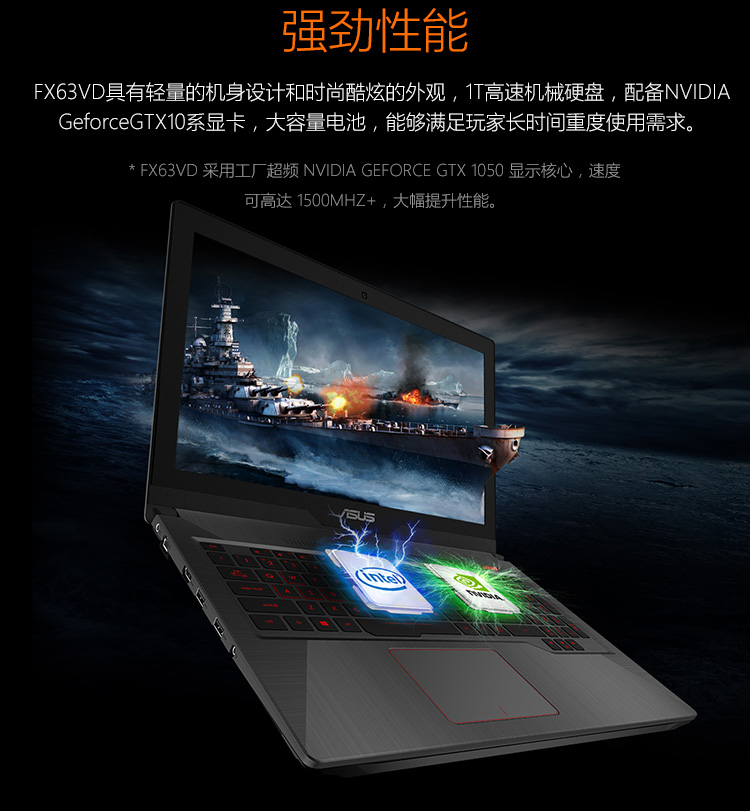 强劲性能
FX63VD具有轻量的机身设计和时尚酷炫的外观，1T高速机械硬盘，配备NVIDIA
GeforceGTX10系显卡，大容量电池，能够满足玩家长时间重度使用需求。
* FX63VD 采用工厂超频 NVIDIA GEFORCE GTX 1050 显示核心，速度
可高达 1500MHZ+，大幅提升性能。
ASUS
intel
NVIDIA